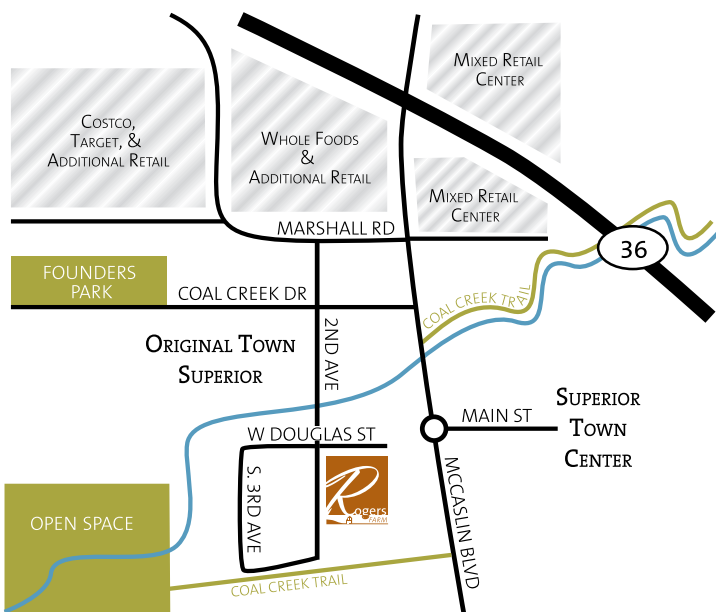 MIXED RETAIL
CENTER
COSTCO,
TARGET, &
ADDITIONAL RETAIL
WHOLE FOODS
&
ADDITIONAL RETAIL
MIXED RETAIL
CENTER
MARSHALL RD
36
FOUNDERS
PARK
COAL CREEK DR
COAL CREEK TRAIL
2ND AVE
ORIGINAL TOWN
SUPERIOR
SUPERIOR
TOWN
CENTER
MAIN ST
W DOUGLAS ST
S. 3RD AVE
Rogers
FARM
MCCASLIN BLVD
OPEN SPACE
COAL CREEK TRAIL